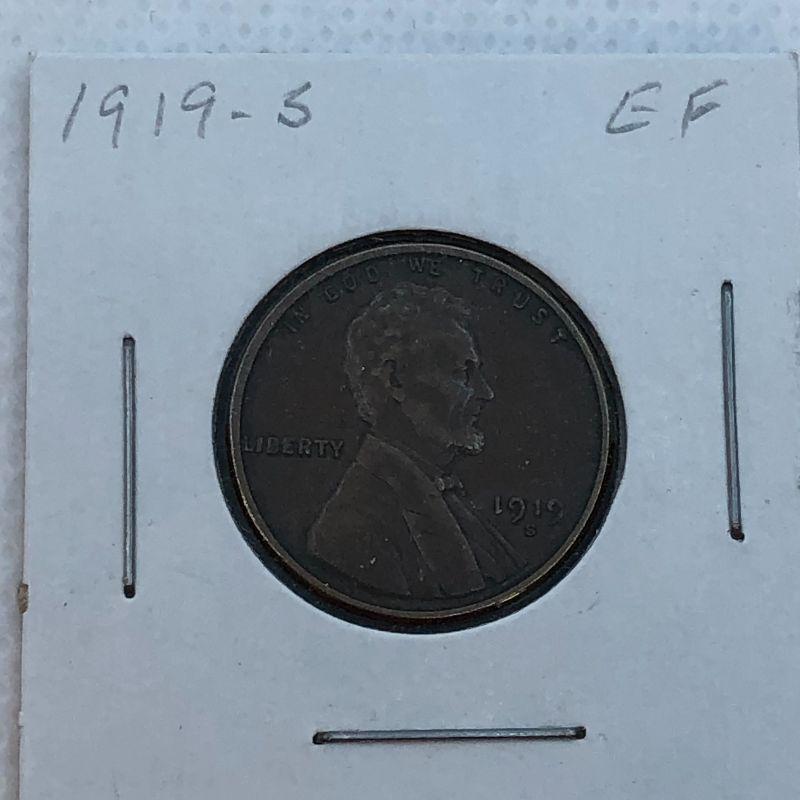 1919-S EF
IN GOD WE TRUST
LIBERTY
1919
S